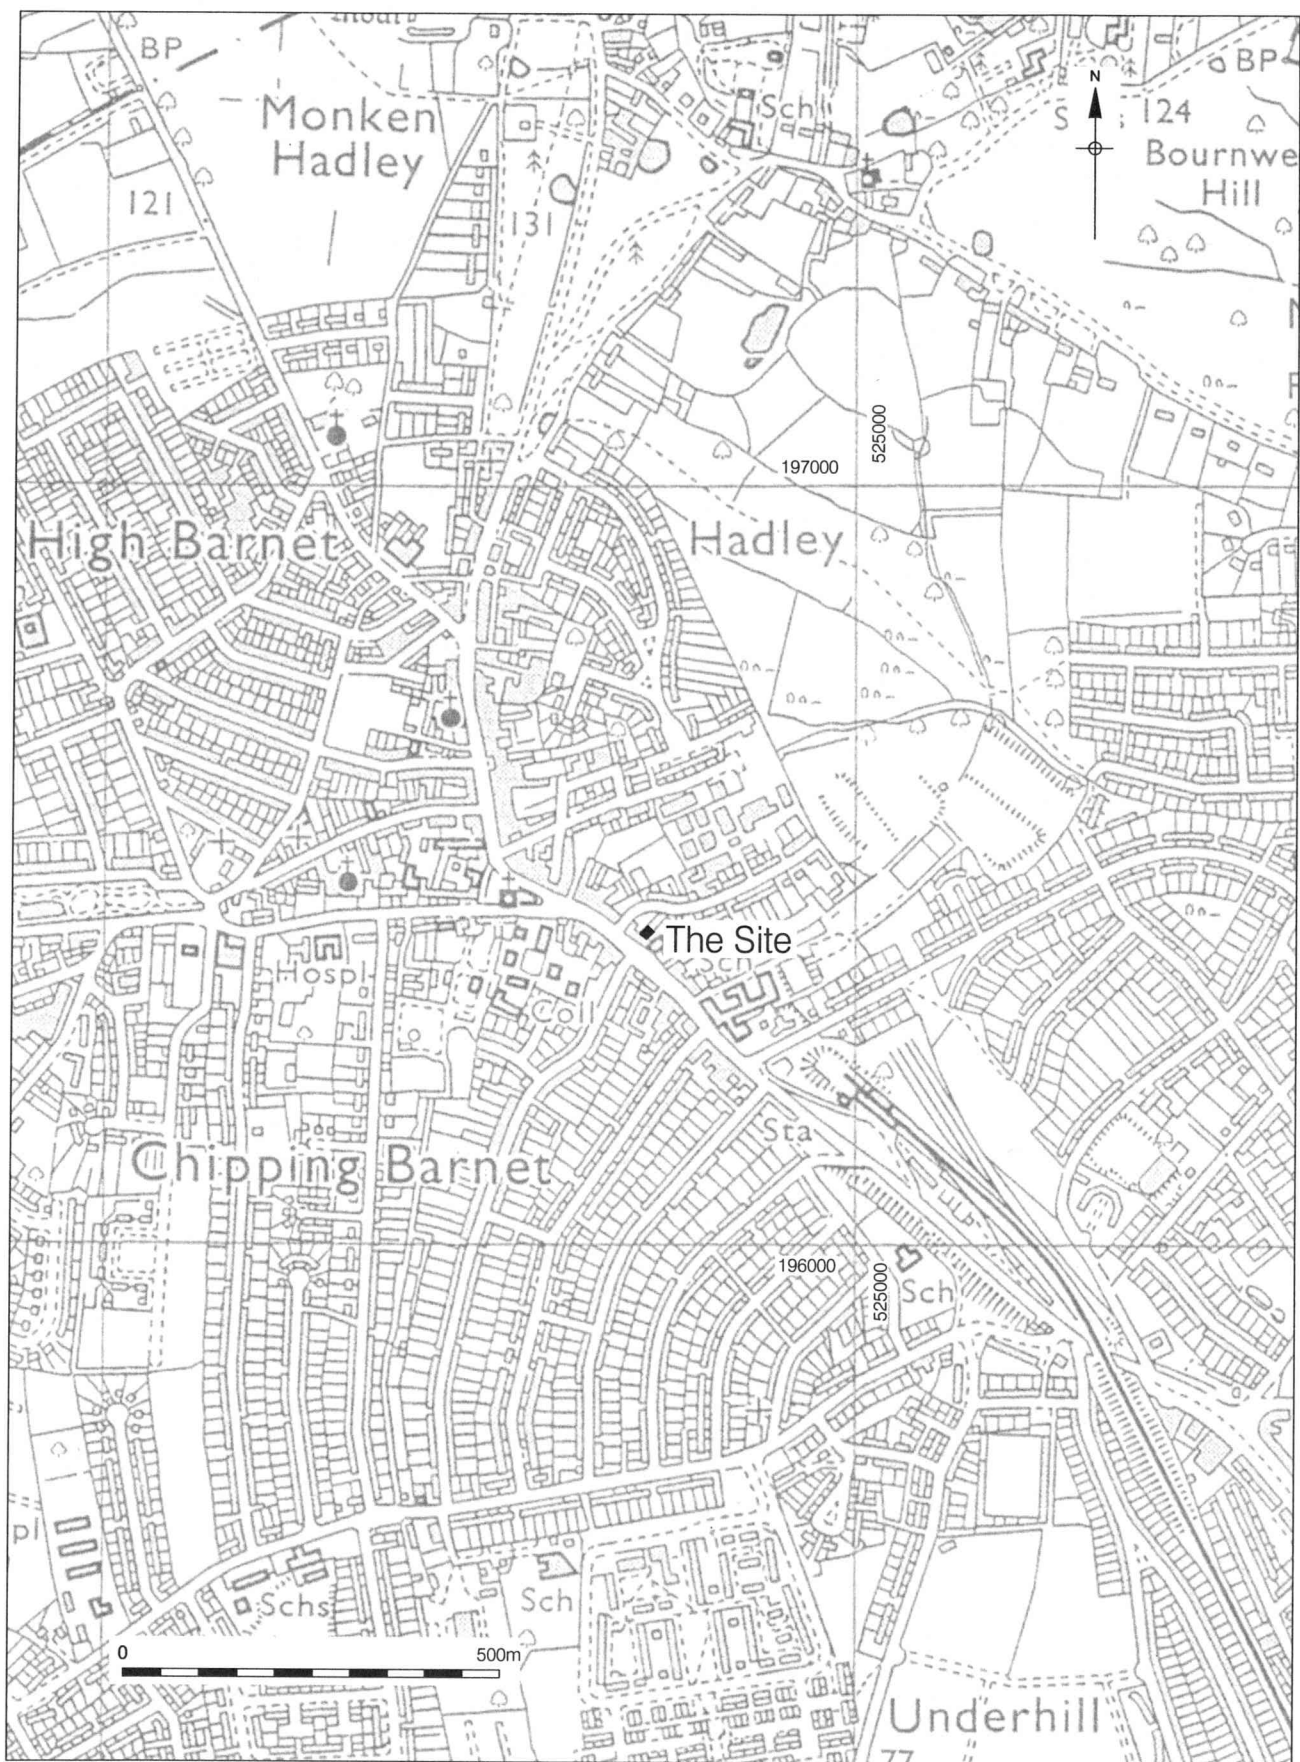 BP
BP
N
Monken
Hadley
Sch
124
Bournwe
Hill
121
131
525000
197000
High Barnet
Hadley
The Site
Hospl
Coll
Chipping Barnet
Sta
196000
525000
Sch
pl
Schs
Sch
0 500m
Underhill
77